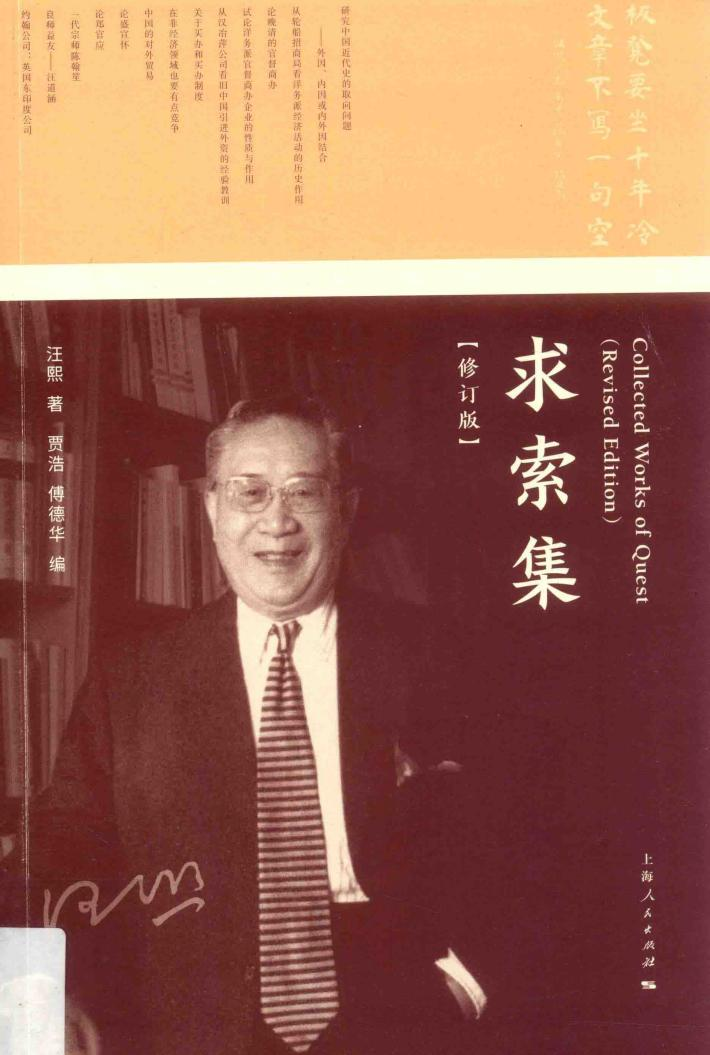 板凳要坐十年冷
文章不写一句空
研究中国近代史的取向问题
——外因、内因或内外因结合
从轮船招商局看洋务派经济活动的历史作用
论晚清的官督商办
试论洋务派官督商办企业的性质与作用
从汉冶萍公司看旧中国引进外资的经验教训
关于买办和买办制度
在非经济领域也要有点竞争
中国的对外贸易
论盛宣怀
论郑官应
一代宗师陈翰笙
良师益友——汪道涵
约翰公司：英国东印度公司
Collected Works of Quest
(Revised Edition)
求索集
【修订版】
汪熙 著 贾浩 傅德华 编
汪熙
上海人民出版社